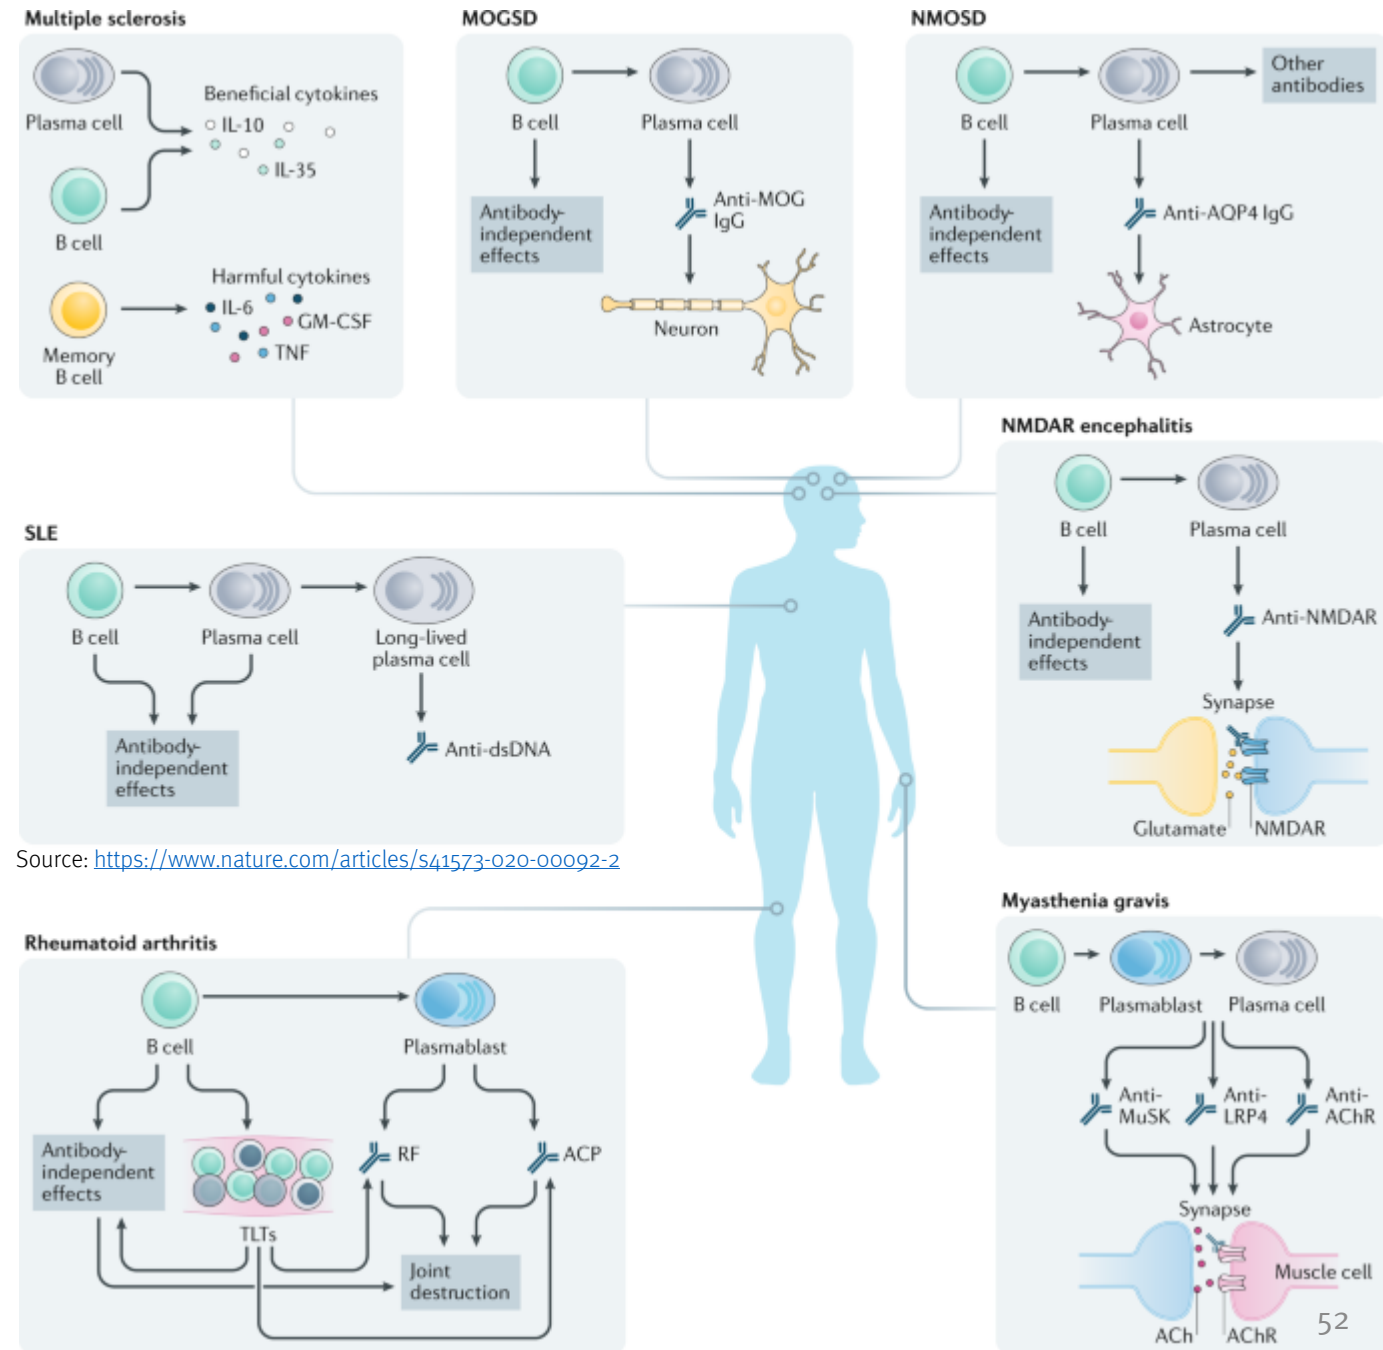 Multiple sclerosis
Plasma cell
B cell
Memory
B cell
Beneficial cytokines
IL-10
IL-35
Harmful cytokines
IL-6
GM-CSF
TNF
MOGSD
B cell
Plasma cell
Antibody-
independent
effects
Anti-MOG
IgG
Neuron
NMOSD
B cell
Plasma cell
Other
antibodies
Antibody-
independent
effects
Anti-AQP4 IgG
Astrocyte
NMDAR encephalitis
B cell
Plasma cell
Antibody-
independent
effects
Anti-NMDAR
Synapse
Glutamate
NMDAR
SLE
B cell
Plasma cell
Long-lived
plasma cell
Antibody-
independent
effects
Anti-dsDNA
Source: https://www.nature.com/articles/s41573-020-00092-2
Rheumatoid arthritis
B cell
Plasmablast
Antibody-
independent
effects
TLTs
RF
ACP
Joint
destruction
Myasthenia gravis
B cell
Plasmablast
Plasma cell
Anti-
MuSK
Anti-
LRP4
Anti-
AChR
Synapse
Muscle cell
ACh
AChR
52